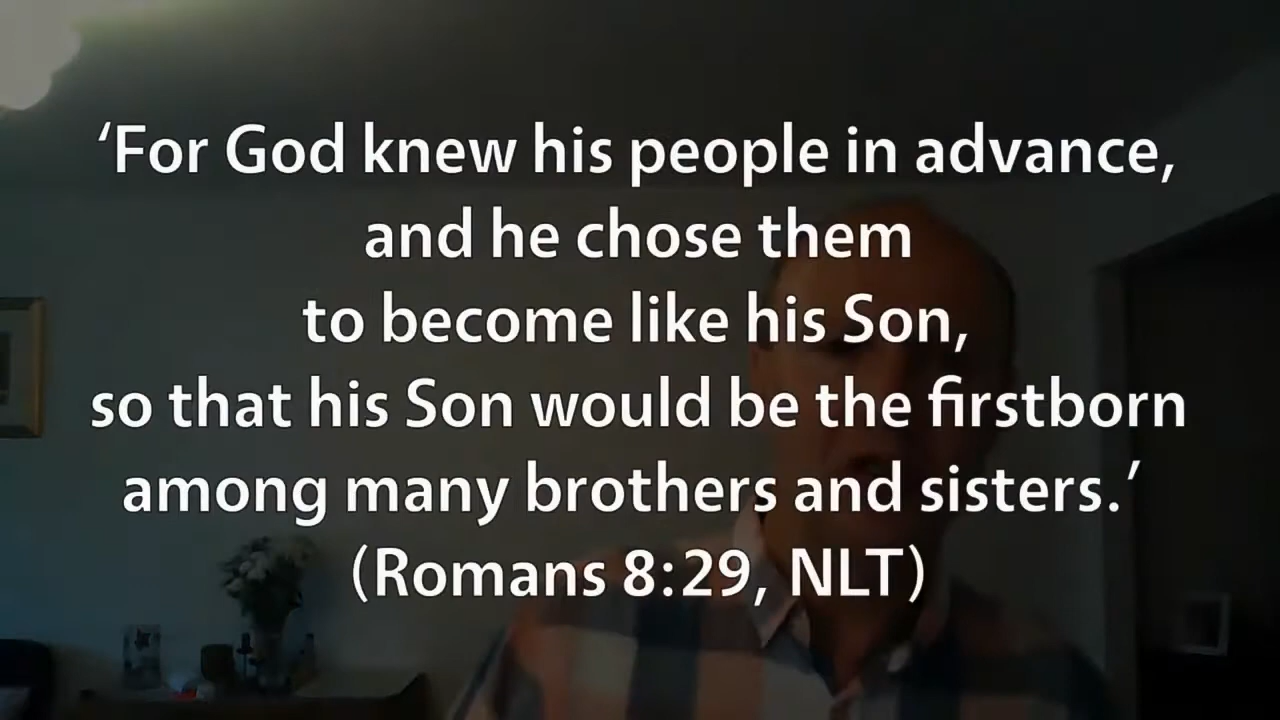 ‘For God knew his people in advance,
and he chose them
to become like his Son,
so that his Son would be the firstborn
among many brothers and sisters.’
(Romans 8:29, NLT)